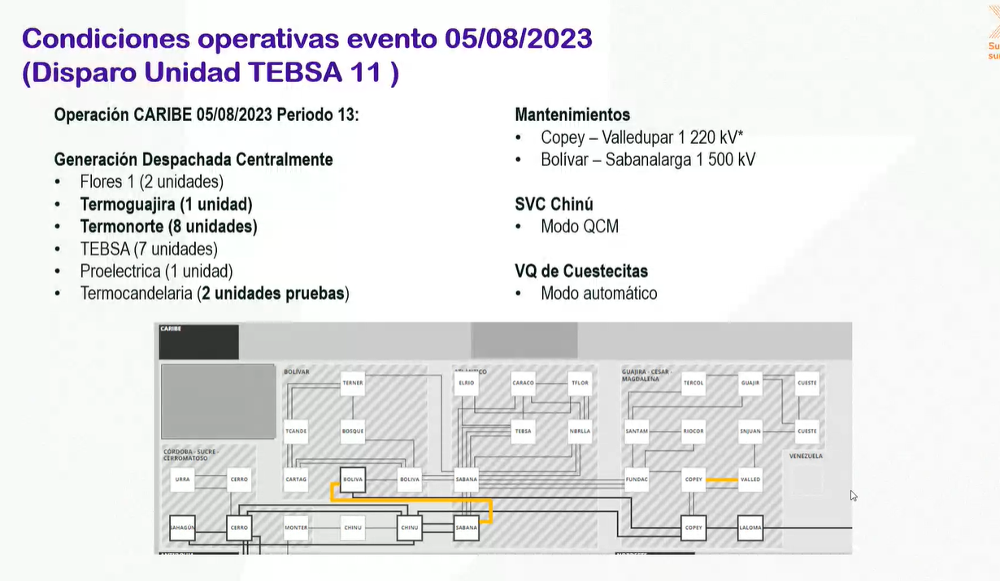 Condiciones operativas evento 05/08/2023
(Disparo Unidad TEBSA 11 )
Su
su
Operación CARIBE 05/08/2023 Periodo 13:
Generación Despachada Centralmente
• Flores 1 (2 unidades)
• Termoguajira (1 unidad)
• Termonorte (8 unidades)
• TEBSA (7 unidades)
• Proelectrica (1 unidad)
• Termocandelaria (2 unidades pruebas)
Mantenimientos
• Copey – Valledupar 1 220 kV*
• Bolívar – Sabanalarga 1 500 kV
SVC Chinú
• Modo QCM
VQ de Cuestecitas
• Modo automático
CARIBE
BOLÍVAR
GUAJIRA - CESAR -
MAGDALENA
TERNER
ELRIO
CARACO
TFLOR
TERCOL
GUAJIR
CUESTE
TCANDE
BOSQUE
TEBSA
NBRLLA
SANTAM
RIOCOR
SNJUAN
CUESTE
CÓRDOBA - SUCRE -
CERROMATOSO
VENEZUELA
URRA
CERRO
CARTAG
BOLIVA
BOLIVA
SABANA
FUNDAC
COPEY
VALLED
SAHAGÚN
CERRO
MONTER
CHINU
CHINU
SABANA
COPEY
LALOMA